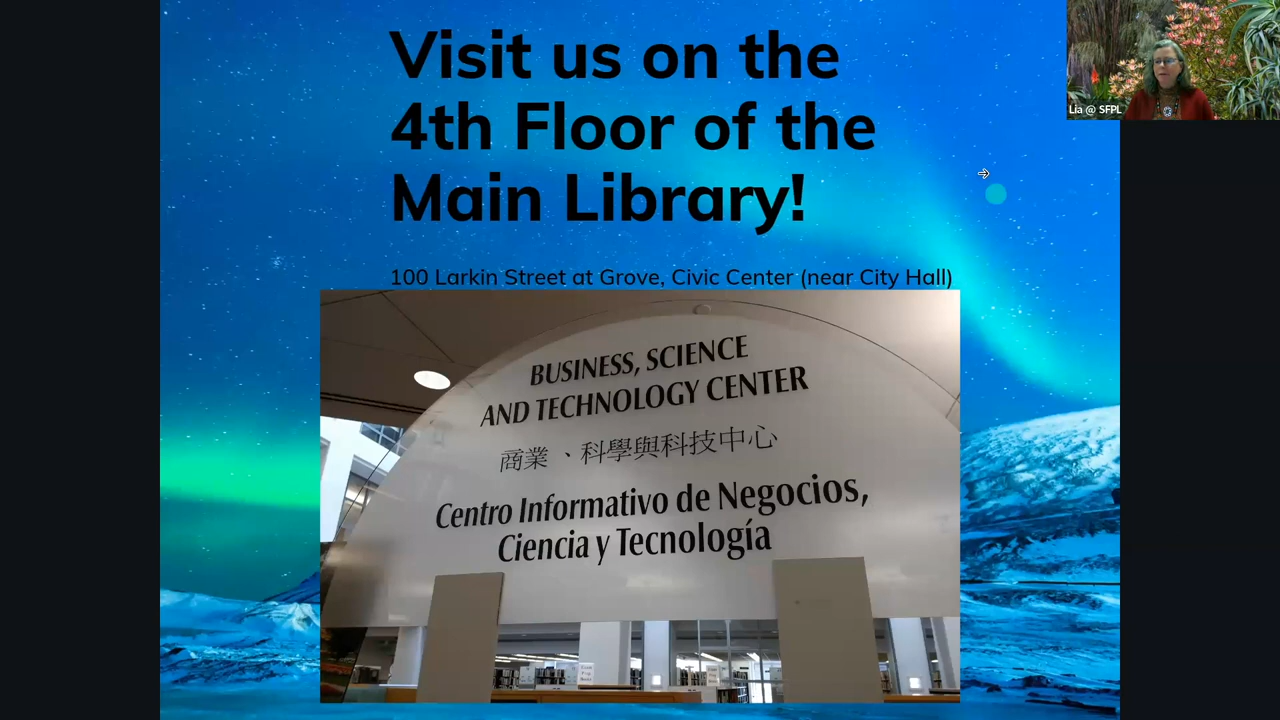 Visit us on the
4th Floor of the
Main Library!
Lia @ SFPL
100 Larkin Street at Grove, Civic Center (near City Hall)
BUSINESS, SCIENCE
AND TECHNOLOGY CENTER
商業、科學與科技中心
Centro Informativo de Negocios,
Ciencia y Tecnología